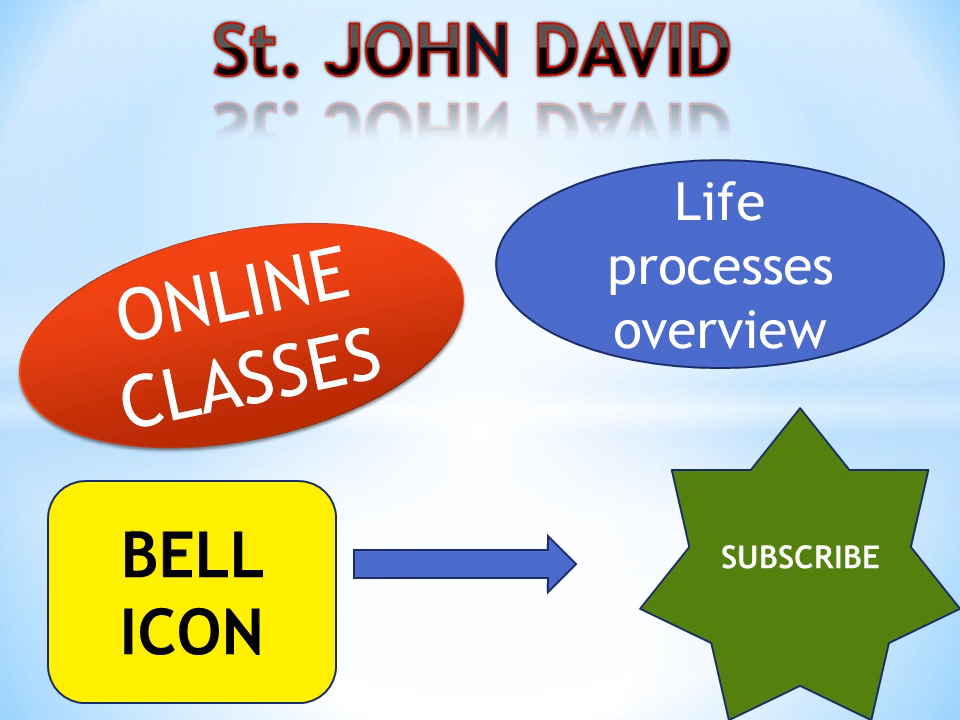 St. JOHN DAVID
Life
processes
overview
ONLINE
CLASSES
BELL
ICON
SUBSCRIBE